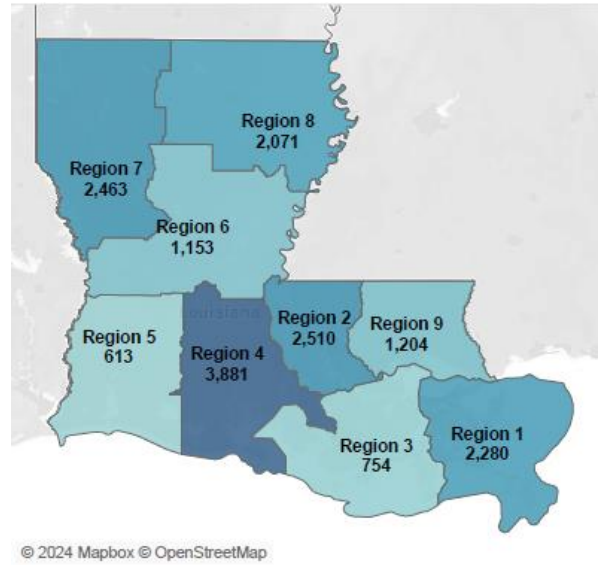 Region 8
2,071
Region 7
2,463
Region 6
1,153
Louisiana
Region 5
613
Region 4
3,881
Region 2
2,510
Region 9
1,204
Region 3
754
Region 1
2,280
© 2024 Mapbox © OpenStreetMap